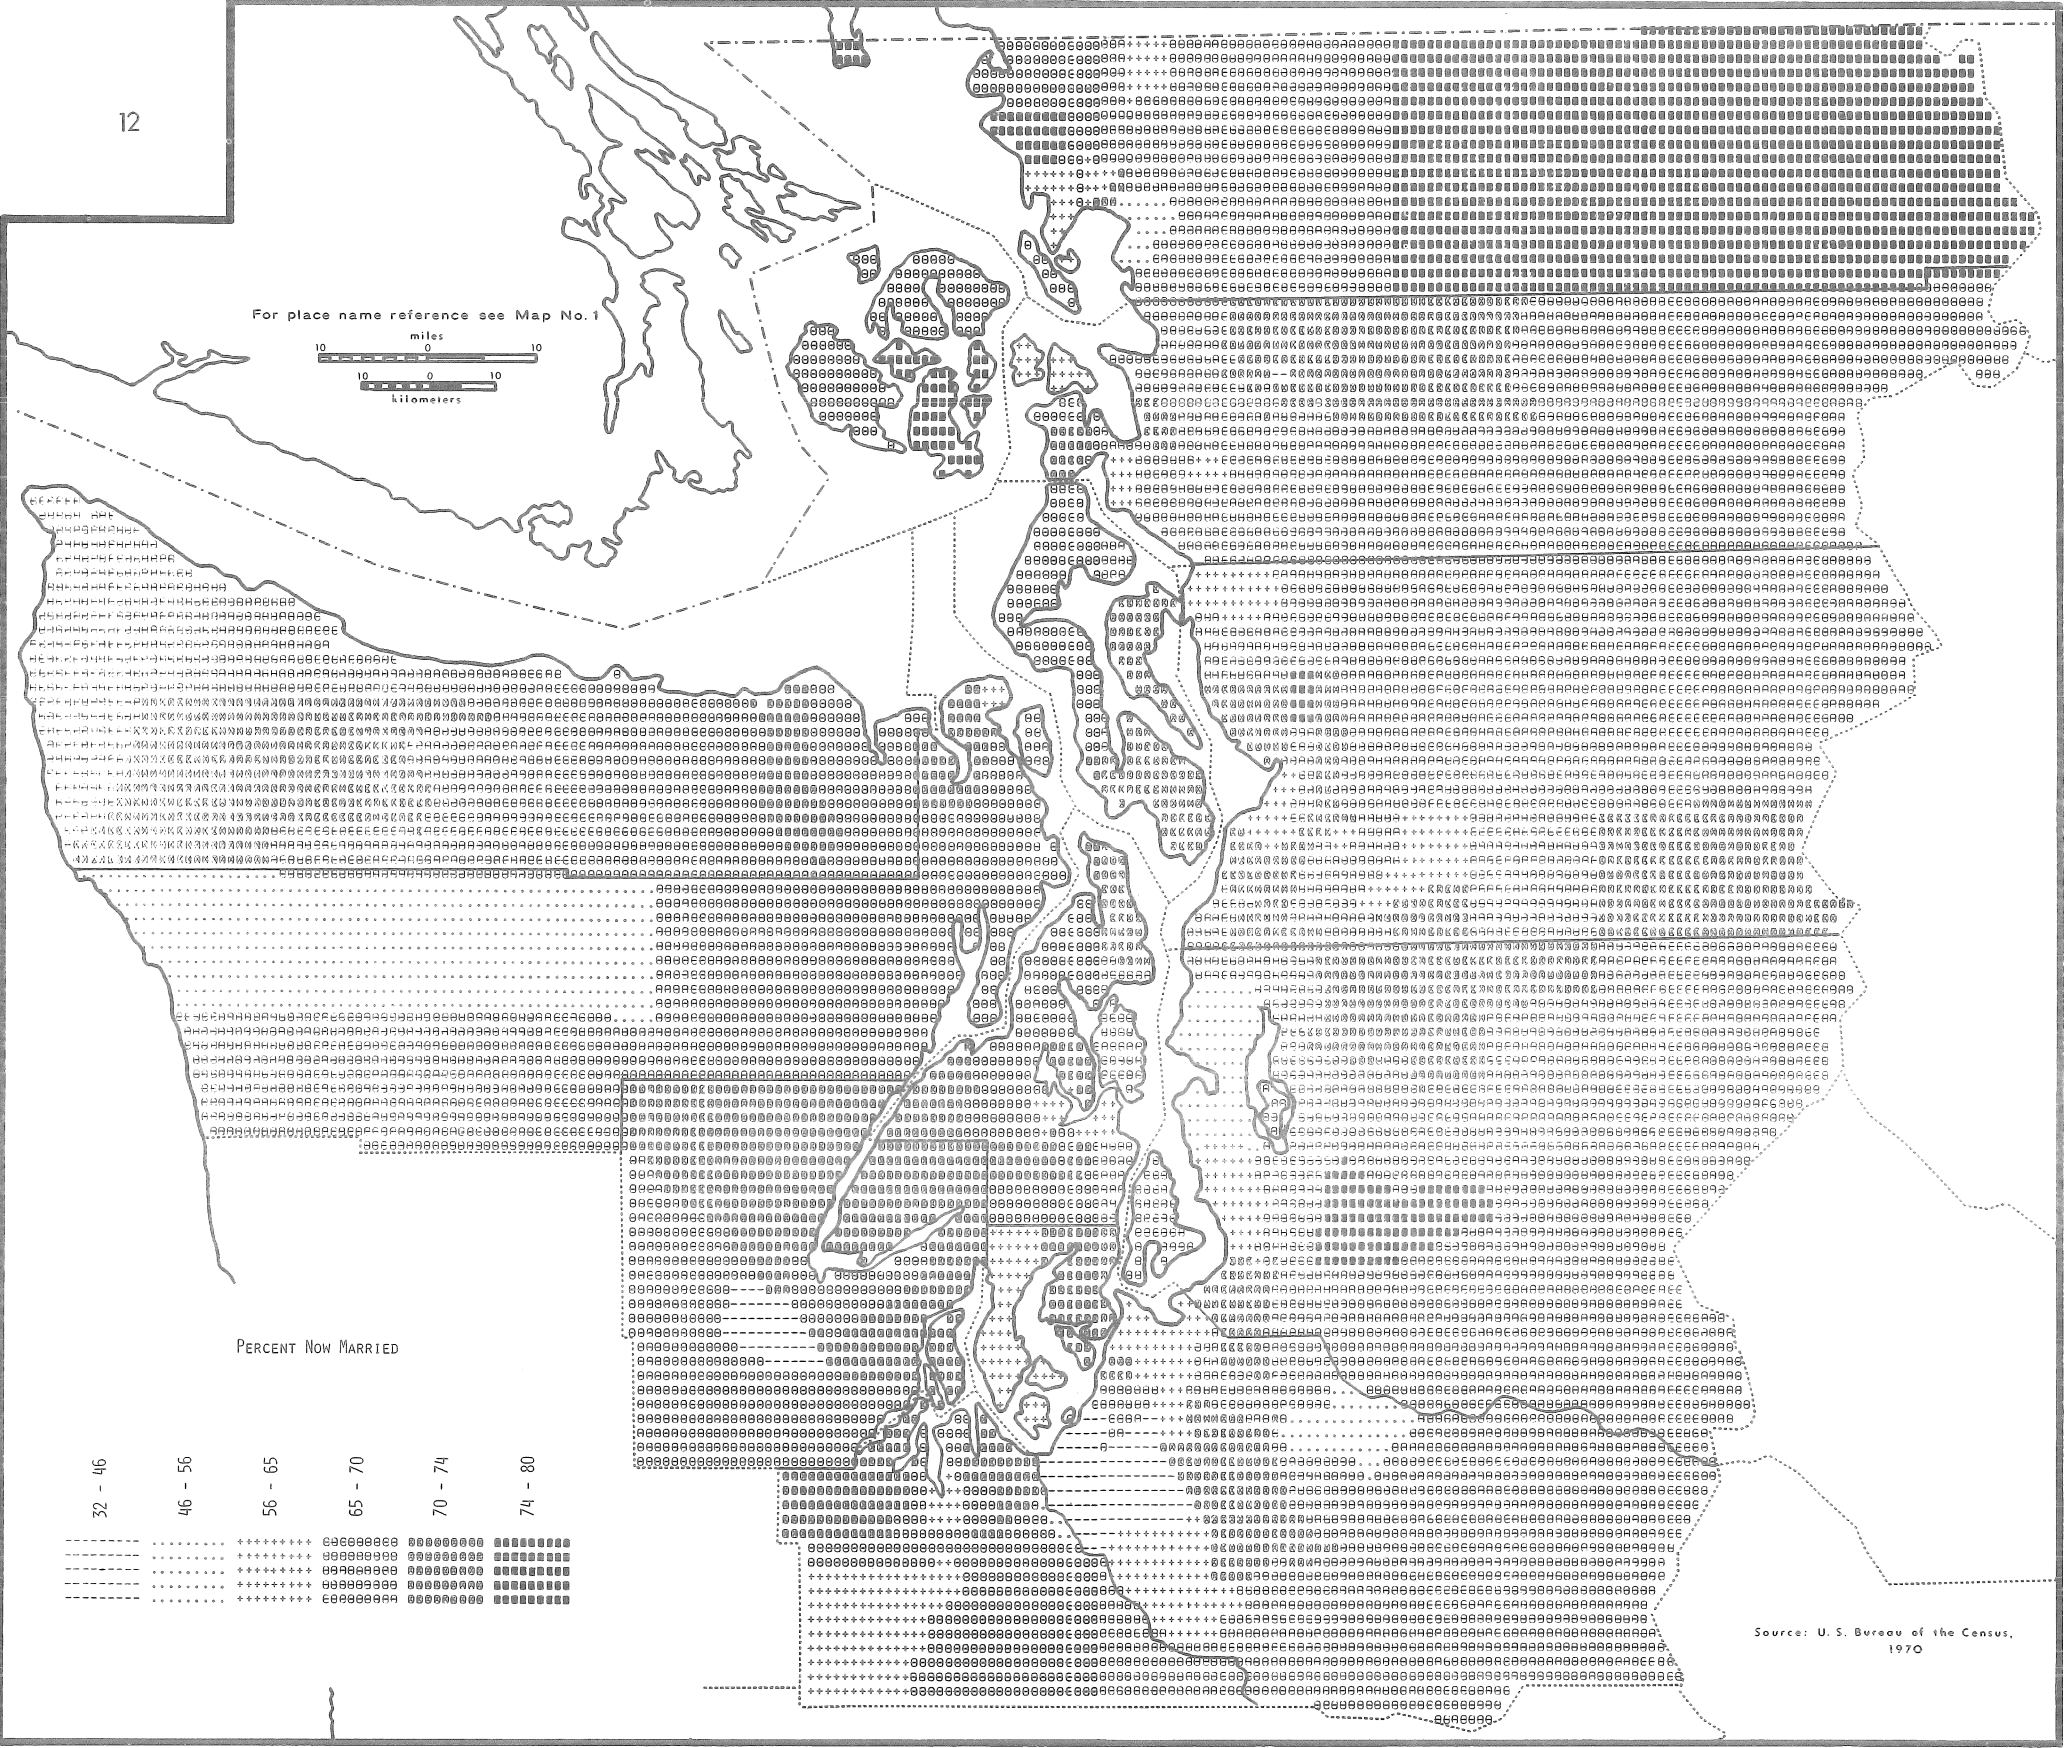 12
For place name reference see Map No. 1
miles
10 0 10
10 0 10
kilometers
PERCENT NOW MARRIED
32 - 46
46 - 56
56 - 65
65 - 70
70 - 74
74 - 80
Source: U. S. Bureau of the Census,
1970